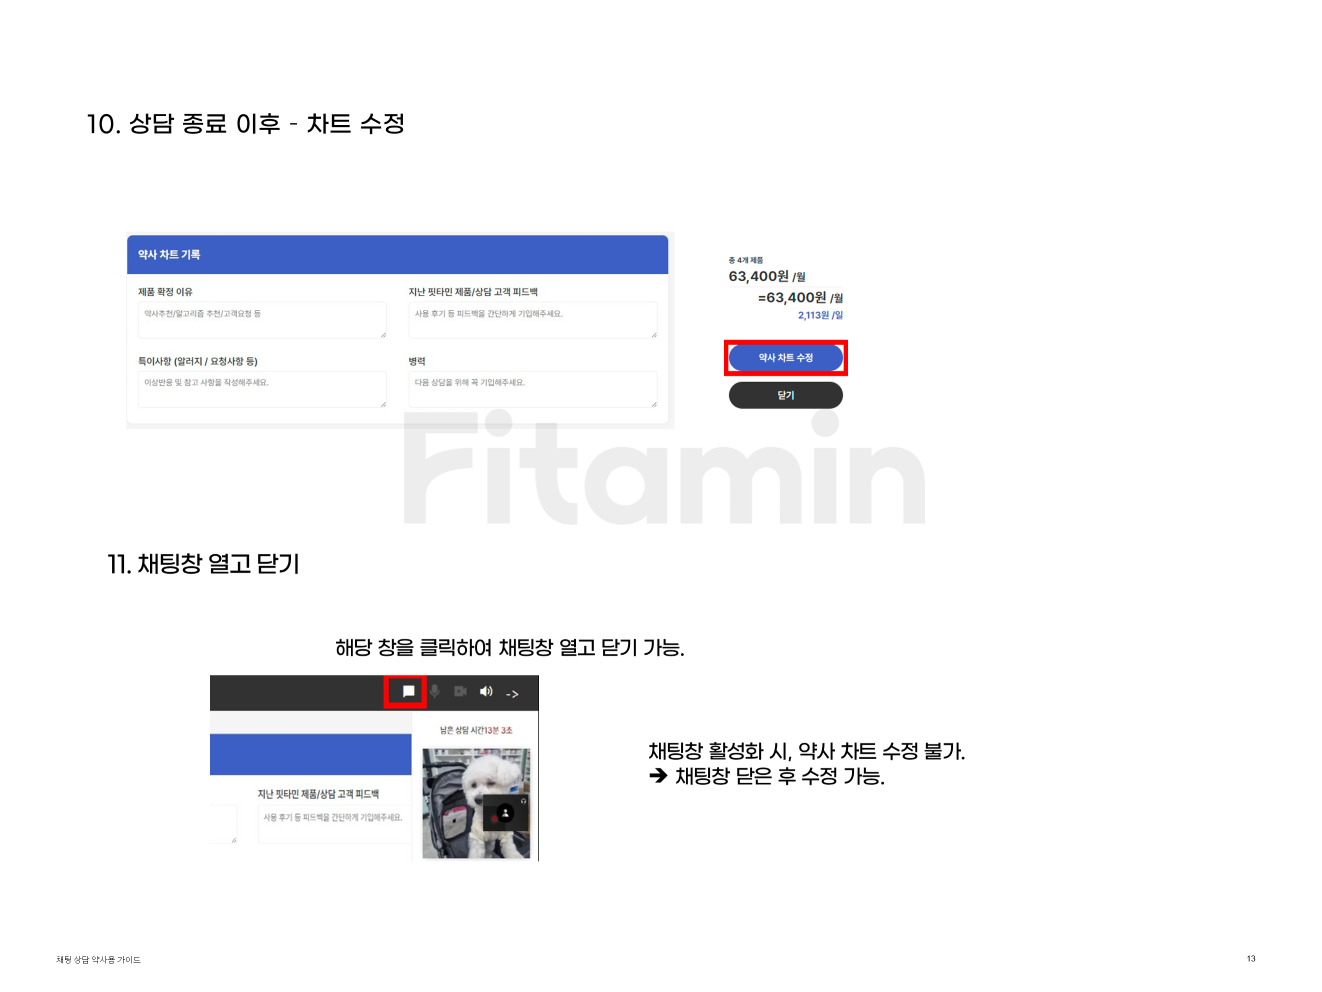 10. 상담 종료 이후 - 차트 수정
약사 차트 기록
제품 확정 이유
약사추천/알고리즘 추천/고객요청 등
지난 핏타민 제품/상담 고객 피드백
사용 후기 등 피드백을 간단하게 기입해주세요.
특이사항 (알러지 / 요청사항 등)
이상반응 및 참고 사항을 작성해주세요.
병력
다음 상담을 위해 꼭 기입해주세요.
총 4개 제품
63,400원 /월
=63,400원 /월
2,113원 /일
약사 차트 수정
닫기
Fitamin
11. 채팅창 열고 닫기
해당 창을 클릭하여 채팅창 열고 닫기 가능.
->
남은 상담 시간13분 3초
지난 핏타민 제품/상담 고객 피드백
사용 후기 등 피드백을 간단하게 기입해주세요.
채팅창 활성화 시, 약사 차트 수정 불가.
➔ 채팅창 닫은 후 수정 가능.
채팅 상담 약사용 가이드
13